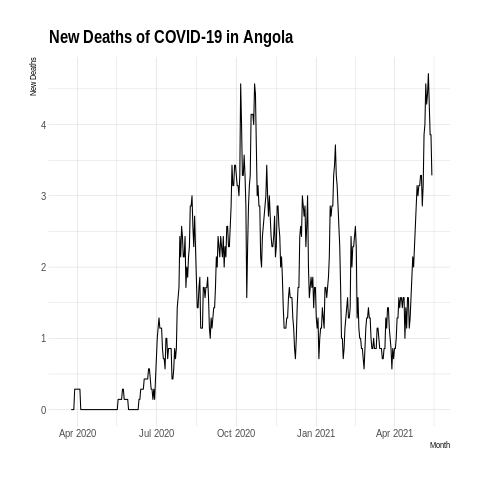 New Deaths of COVID-19 in Angola
New Deaths
4
3
2
1
0
Apr 2020 Jul 2020 Oct 2020 Jan 2021 Apr 2021
Month